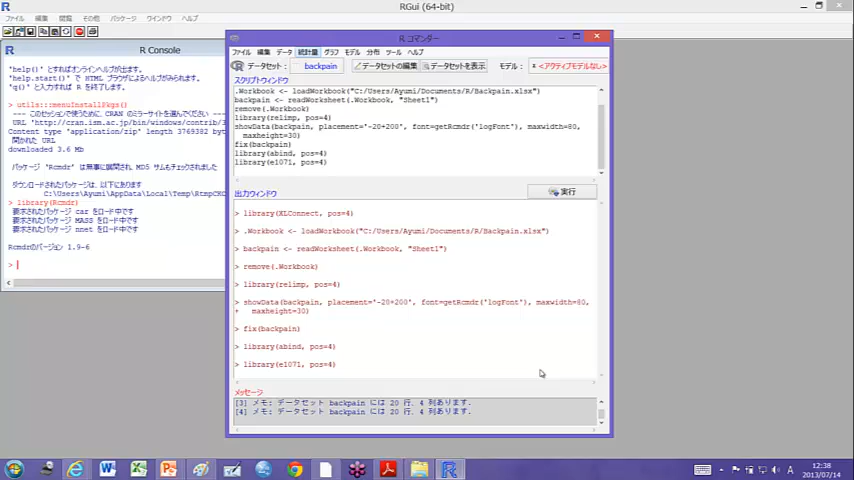 RGui (64-bit)
ファイル 編集 閲覧 その他 パッケージ ウィンドウ ヘルプ
R Console
'help()' とすればオンラインヘルプが出ます。
'help.start()' で HTML ブラウザによるヘルプがみられます。
'q()' と入力すれば R を終了します。
> utils:::menuInstallPkgs()
--- このセッションで使うために、CRAN のミラーサイトを選んでください
URL 'http://cran.ism.ac.jp/bin/windows/contrib/
Content type 'application/zip' length 3769382 bytes
開かれた URL
downloaded 3.6 Mb
パッケージ 'Rcmdr' は無事に展開され、MD5 サムもチェックされました
ダウンロードされたパッケージは、以下にあります
C:\Users\Ayumi\AppData\Local\Temp\RtmpCR
> library(Rcmdr)
要求されたパッケージ car をロード中です
要求されたパッケージ MASS をロード中です
要求されたパッケージ nnet をロード中です
Rcmdrのバージョン 1.9-6
>
R コマンダー
ファイル 編集 データ 統計量 グラフ モデル 分布 ツール ヘルプ
データセット: backpain データセットの編集 データセットを表示 モデル: <アクティブモデルなし>
スクリプトウィンドウ
.Workbook <- loadWorkbook("C:/Users/Ayumi/Documents/R/Backpain.xlsx")
backpain <- readWorksheet(.Workbook, "Sheet1")
remove(.Workbook)
library(relimp, pos=4)
showData(backpain, placement='-20+200', font=getRcmdr('logFont'), maxwidth=80,
maxheight=30)
fix(backpain)
library(abind, pos=4)
library(e1071, pos=4)
実行
出力ウィンドウ
> library(XLConnect, pos=4)
> .Workbook <- loadWorkbook("C:/Users/Ayumi/Documents/R/Backpain.xlsx")
> backpain <- readWorksheet(.Workbook, "Sheet1")
> remove(.Workbook)
> library(relimp, pos=4)
> showData(backpain, placement='-20+200', font=getRcmdr('logFont'), maxwidth=80,
+ maxheight=30)
> fix(backpain)
> library(abind, pos=4)
> library(e1071, pos=4)
メッセージ
[3] メモ: データセット backpain には 20 行、4 列あります.
[4] メモ: データセット backpain には 20 行、4 列あります.
12:38
2013/07/14